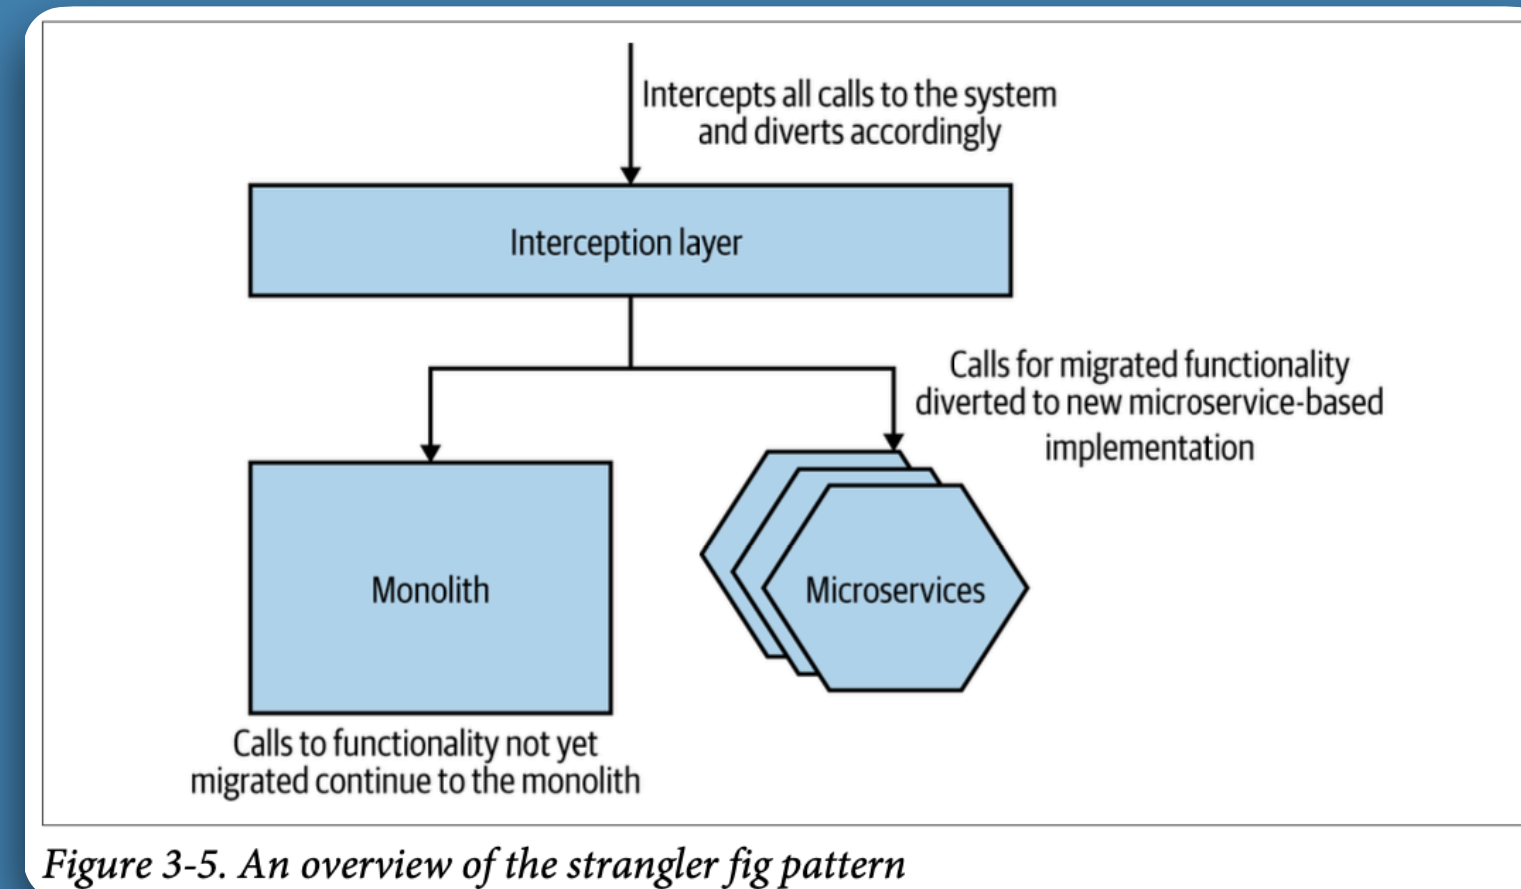 Intercepts all calls to the system
and diverts accordingly
Interception layer
Calls for migrated functionality
diverted to new microservice-based
implementation
Monolith
Microservices
Calls to functionality not yet
migrated continue to the monolith
Figure 3-5. An overview of the strangler fig pattern